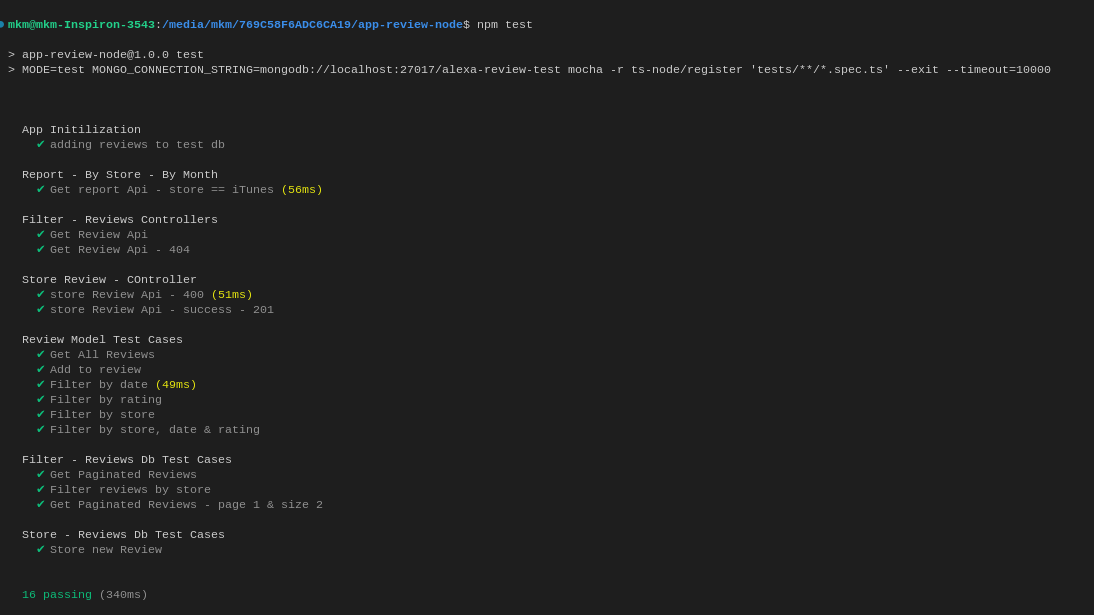 mkm@mkm-Inspiron-3543:/media/mkm/769C58F6ADC6CA19/app-review-node$ npm test
> app-review-node@1.0.0 test
> MODE=test MONGO_CONNECTION_STRING=mongodb://localhost:27017/alexa-review-test mocha -r ts-node/register 'tests/**/*.spec.ts' --exit --timeout=10000
App Initilization
✔ adding reviews to test db
Report - By Store - By Month
✔ Get report Api - store == iTunes (56ms)
Filter - Reviews Controllers
✔ Get Review Api
✔ Get Review Api - 404
Store Review - COntroller
✔ store Review Api - 400 (51ms)
✔ store Review Api - success - 201
Review Model Test Cases
✔ Get All Reviews
✔ Add to review
✔ Filter by date (49ms)
✔ Filter by rating
✔ Filter by store
✔ Filter by store, date & rating
Filter - Reviews Db Test Cases
✔ Get Paginated Reviews
✔ Filter reviews by store
✔ Get Paginated Reviews - page 1 & size 2
Store - Reviews Db Test Cases
✔ Store new Review
16 passing (340ms)